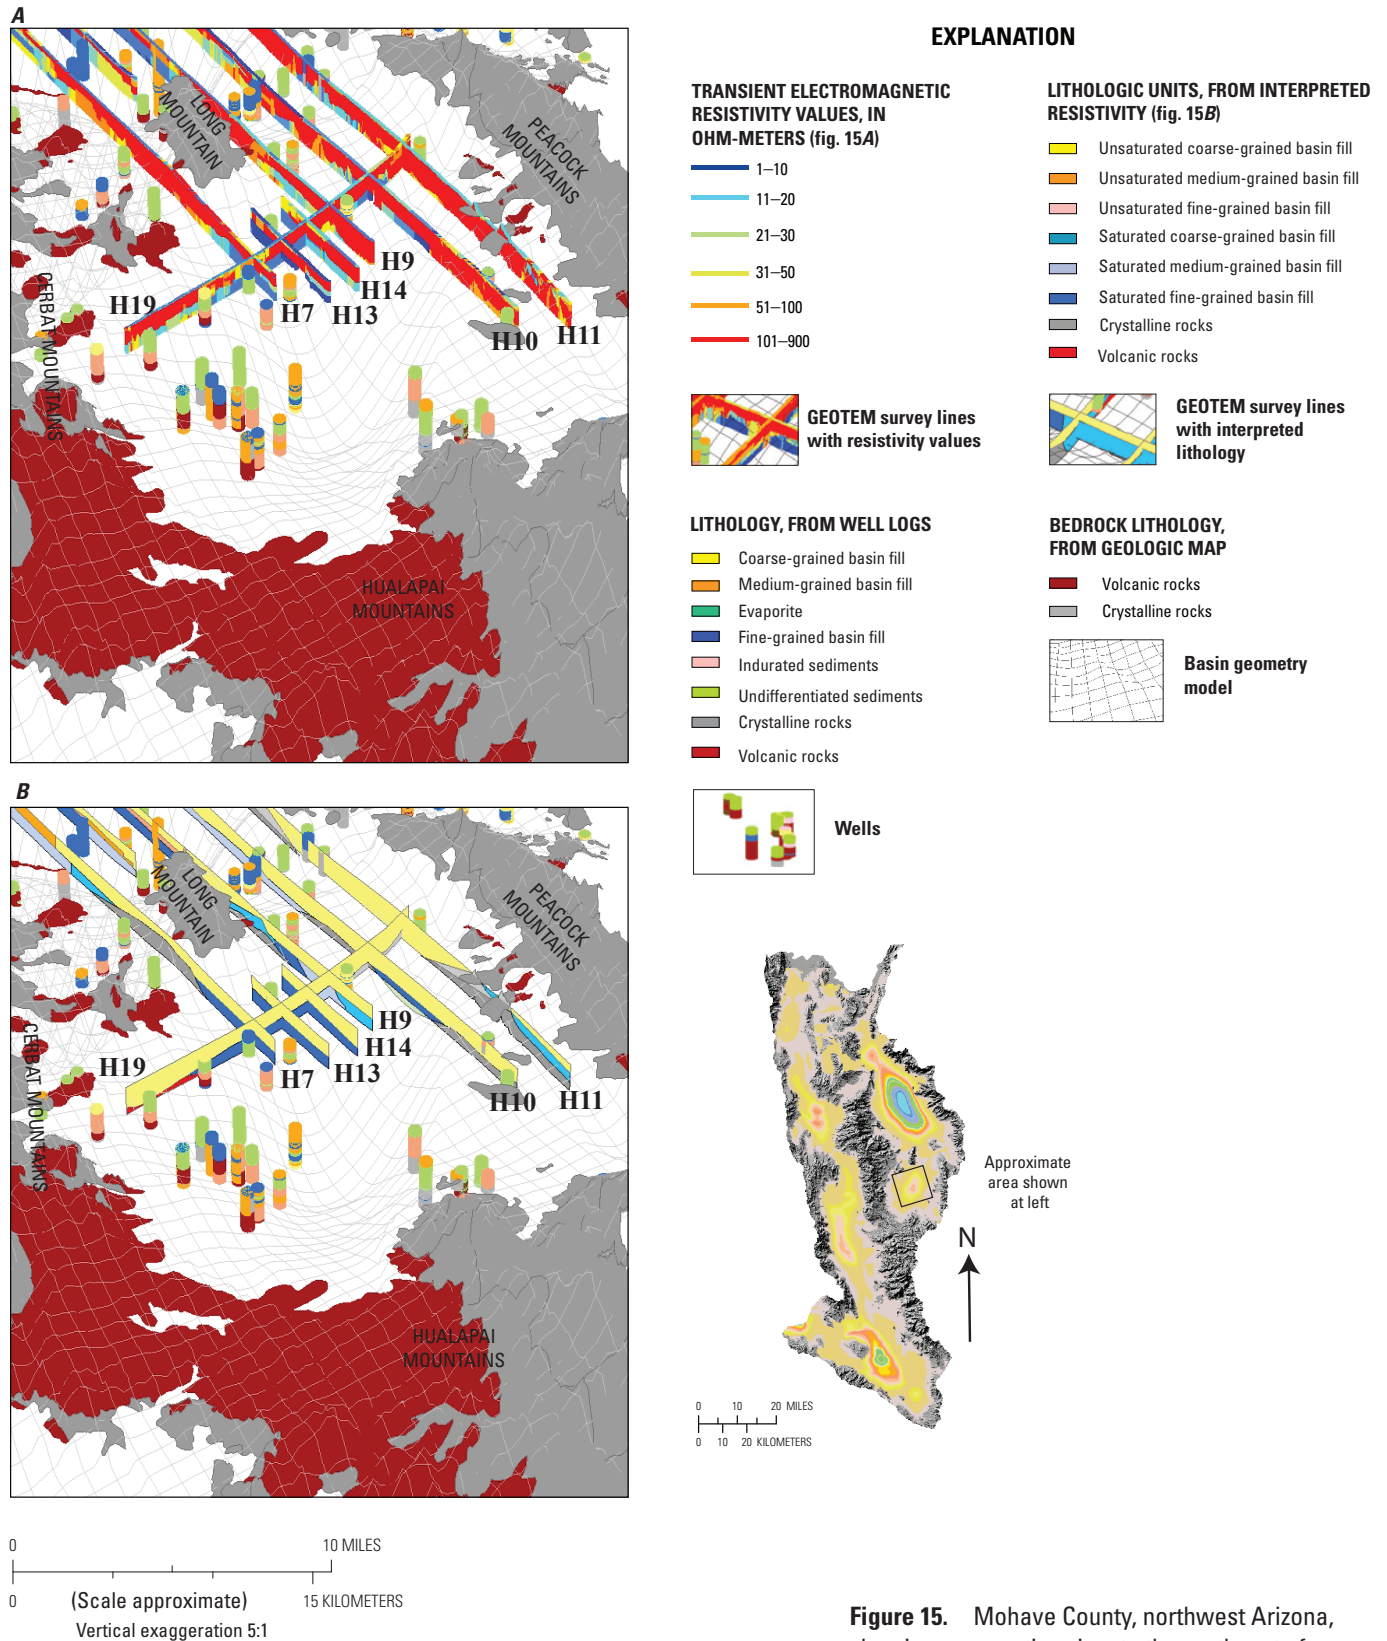 A
LONG
MOUNTAIN
PEACOCK
MOUNTAINS
CERBAT MOUNTAINS
H9
H14
H19
H7
H13
H10
H11
HUALAPAI
MOUNTAINS
B
LONG
MOUNTAIN
PEACOCK
MOUNTAINS
CERBAT MOUNTAINS
H9
H14
H19
H7
H13
H10
H11
HUALAPAI
MOUNTAINS
0 10 MILES
0 15 KILOMETERS
(Scale approximate)
Vertical exaggeration 5:1
EXPLANATION
TRANSIENT ELECTROMAGNETIC
RESISTIVITY VALUES, IN
OHM-METERS (fig. 15A)
1–10
11–20
21–30
31–50
51–100
101–900
GEOTEM survey lines
with resistivity values
LITHOLOGIC UNITS, FROM INTERPRETED
RESISTIVITY (fig. 15B)
Unsaturated coarse-grained basin fill
Unsaturated medium-grained basin fill
Unsaturated fine-grained basin fill
Saturated coarse-grained basin fill
Saturated medium-grained basin fill
Saturated fine-grained basin fill
Crystalline rocks
Volcanic rocks
GEOTEM survey lines
with interpreted
lithology
LITHOLOGY, FROM WELL LOGS
Coarse-grained basin fill
Medium-grained basin fill
Evaporite
Fine-grained basin fill
Indurated sediments
Undifferentiated sediments
Crystalline rocks
Volcanic rocks
Wells
BEDROCK LITHOLOGY,
FROM GEOLOGIC MAP
Volcanic rocks
Crystalline rocks
Basin geometry
model
Approximate
area shown
at left
N
0 10 20 MILES
0 10 20 KILOMETERS
Figure 15. Mohave County, northwest Arizona,